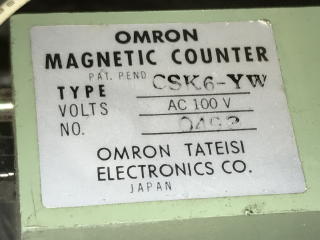 OMRON
MAGNETIC COUNTER
PAT. PEND
TYPE CSK6-YW
VOLTS AC 100 V
NO.
OMRON TATEISI
ELECTRONICS CO.
JAPAN